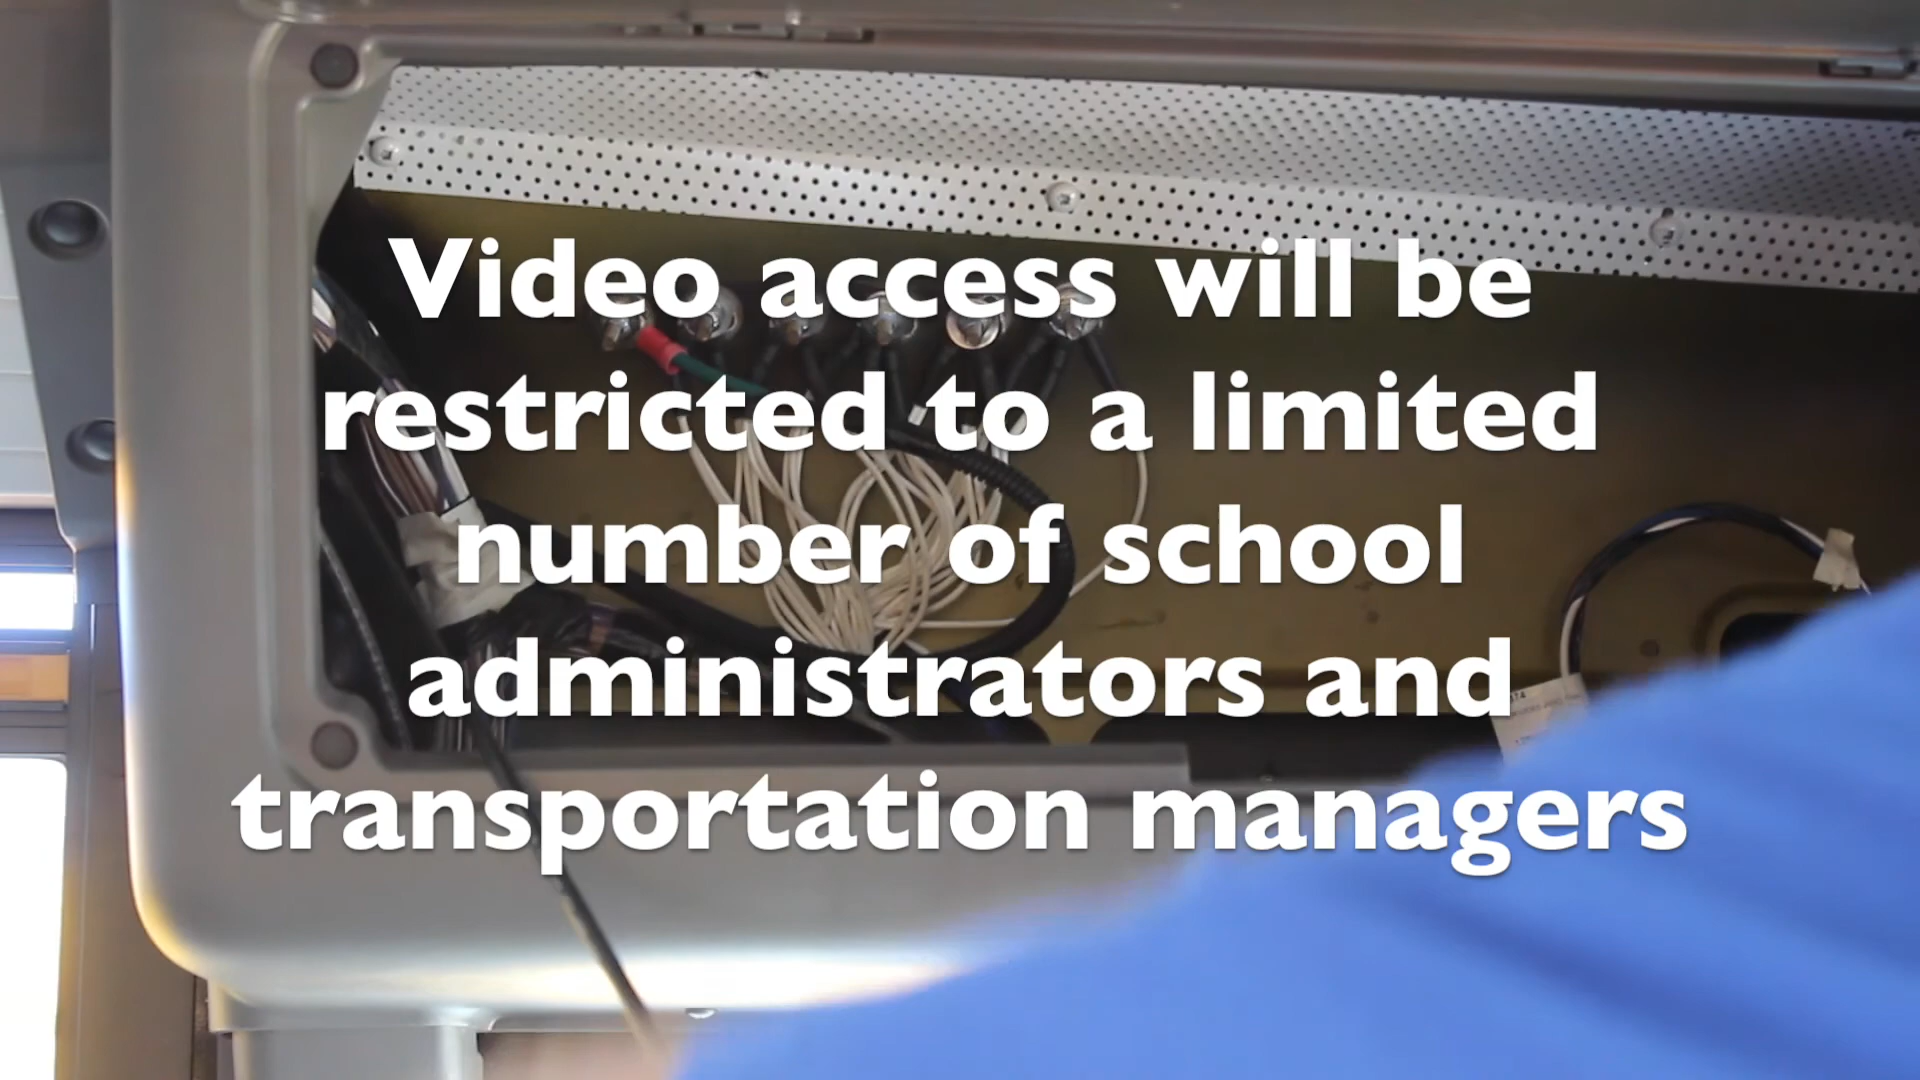 Video access will be
restricted to a limited
number of school
administrators and
transportation managers